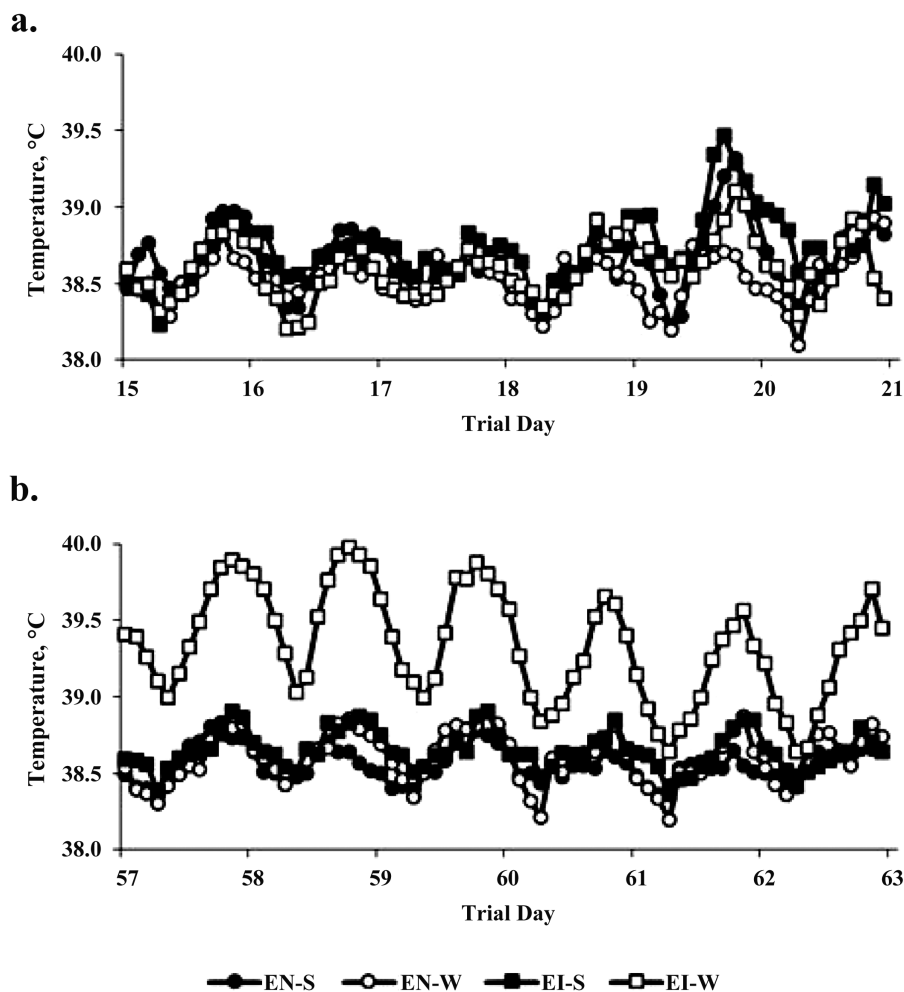 a.
40.0
39.5
39.0
38.5
38.0
Temperature, °C
15 16 17 18 19 20 21
Trial Day
b.
40.0
39.5
39.0
38.5
38.0
Temperature, °C
57 58 59 60 61 62 63
Trial Day
EN-S EN-W EI-S EI-W